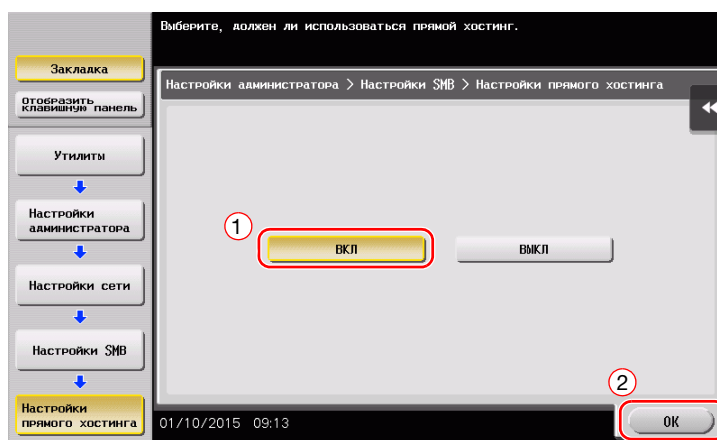 Выберите, должен ли использоваться прямой хостинг.
Закладка
Отобразить
клавишную панель
Настройки администратора > Настройки SMB > Настройки прямого хостинга
Утилиты
Настройки
администратора
1
ВКЛ
ВЫКЛ
Настройки сети
Настройки SMB
2
Настройки
прямого хостинга
01/10/2015 09:13
ОК